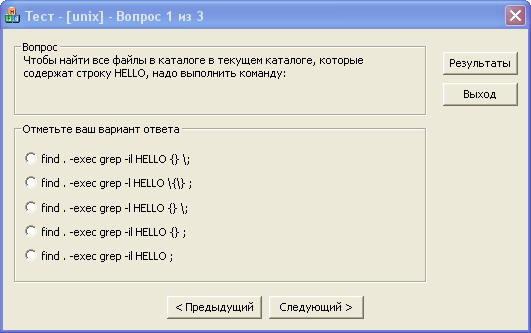 Тест - [unix] - Вопрос 1 из 3
Вопрос
Чтобы найти все файлы в каталоге в текущем каталоге, которые
содержат строку HELLO, надо выполнить команду:
Результаты
Выход
Отметьте ваш вариант ответа
find . -exec grep -il HELLO {} \;
find . -exec grep -l HELLO \{\} ;
find . -exec grep -l HELLO {} \;
find . -exec grep -il HELLO {} ;
find . -exec grep -il HELLO ;
< Предыдущий
Следующий >